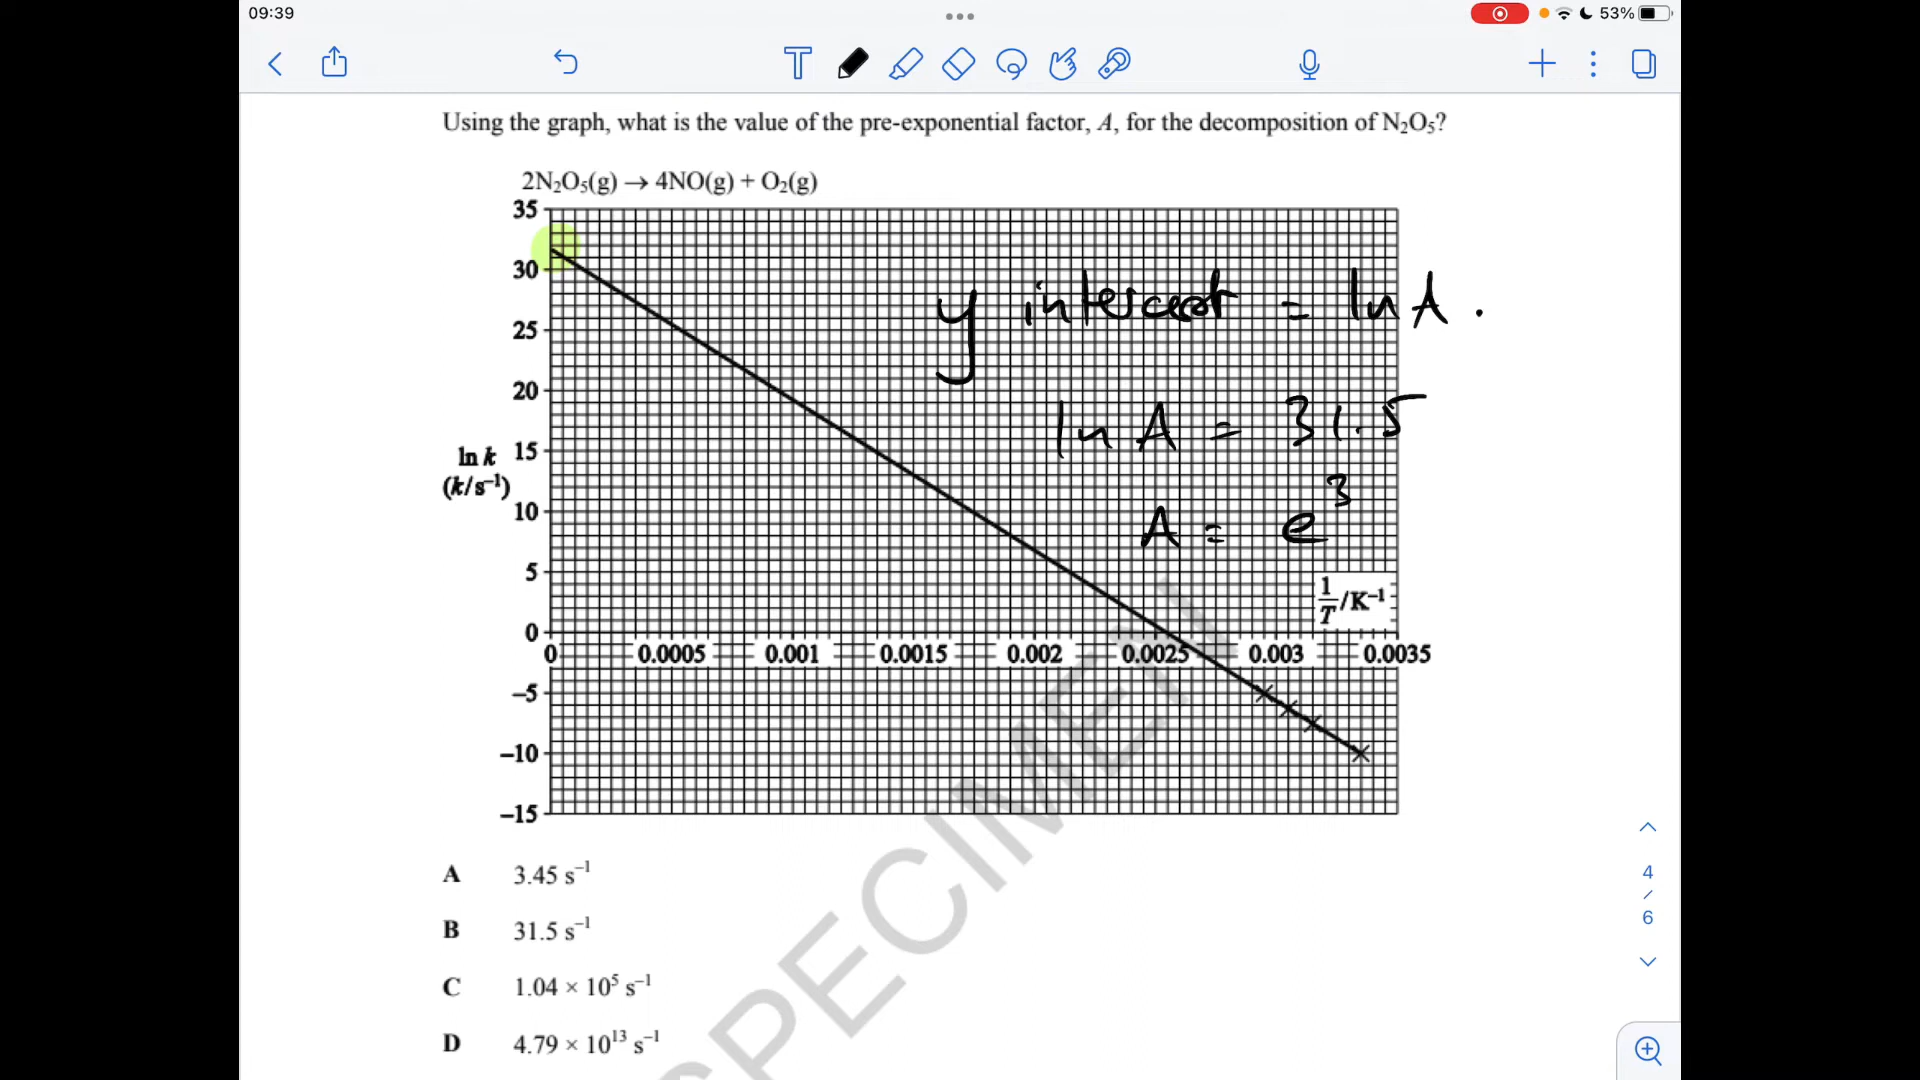 09:39
53%
Using the graph, what is the value of the pre-exponential factor, A, for the decomposition of N₂O₅?
2N₂O₅(g) → 4NO(g) + O₂(g)
35
30
25
20
15
10
5
0
−5
−10
−15
ln k
(k/s⁻¹)
y intercept = ln A.
ln A = 31.5
A = e³
1/T /K⁻¹
0 0.0005 0.001 0.0015 0.002 0.0025 0.003 0.0035
A 3.45 s⁻¹
B 31.5 s⁻¹
C 1.04 × 10⁵ s⁻¹
D 4.79 × 10¹³ s⁻¹
SPECIMEN
4
/
6